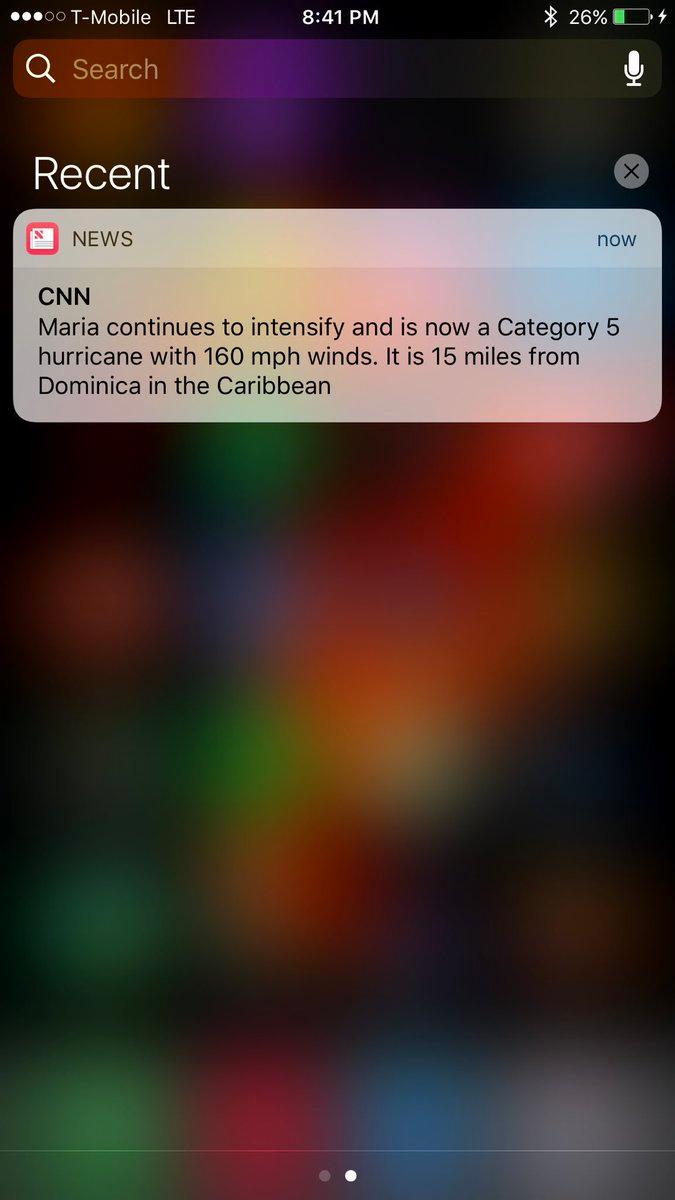 T-Mobile LTE 8:41 PM 26%
Search
Recent
NEWS now
CNN
Maria continues to intensify and is now a Category 5
hurricane with 160 mph winds. It is 15 miles from
Dominica in the Caribbean